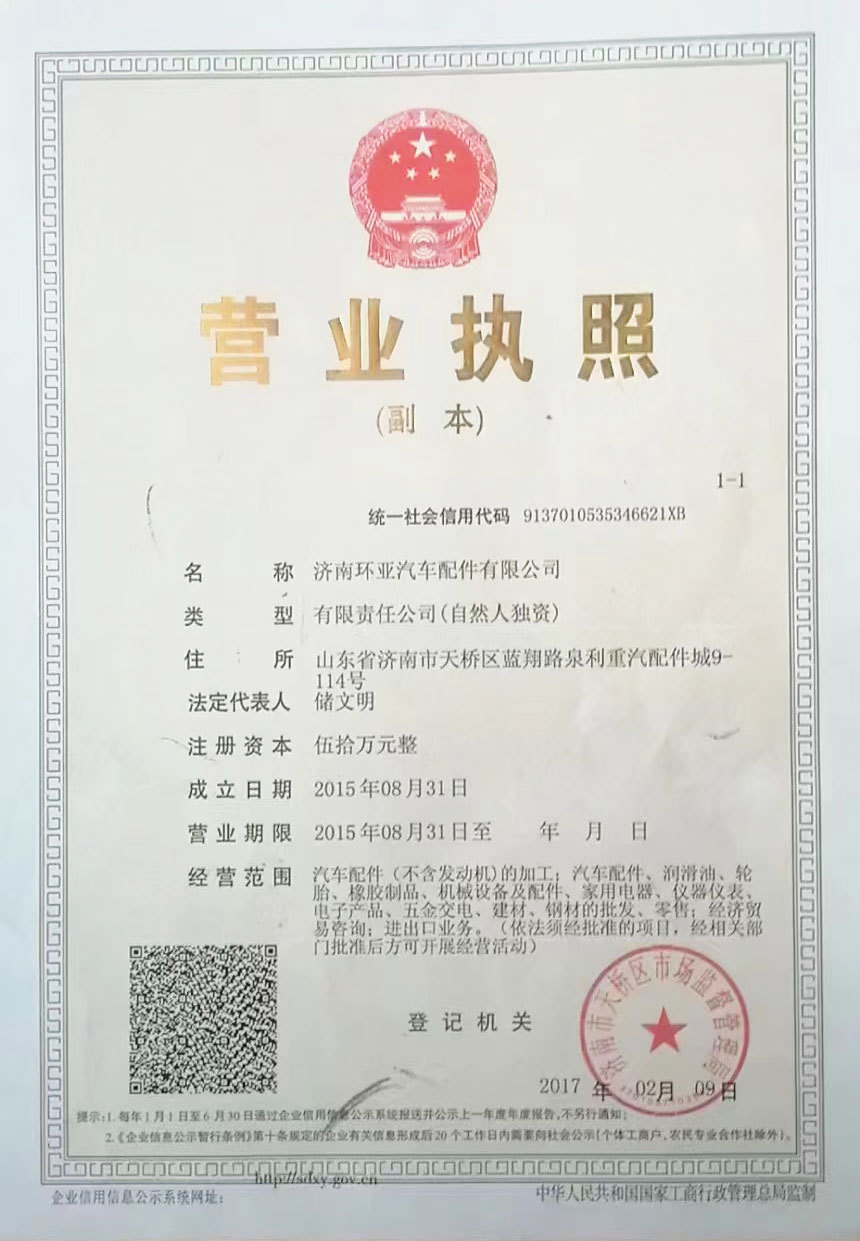 营业执照
(副 本)
1-1
统一社会信用代码 9137010535346621XB
名 称 济南环亚汽车配件有限公司
类 型 有限责任公司(自然人独资)
住 所 山东省济南市天桥区蓝翔路泉利重汽配件城9-
114号
法定代表人 储文明
注册资本 伍拾万元整
成立日期 2015年08月31日
营业期限 2015年08月31日至 年 月 日
经营范围 汽车配件（不含发动机)的加工；汽车配件、润滑油、轮
胎、橡胶制品、机械设备及配件、家用电器、仪器仪表、
电子产品、五金交电、建材、钢材的批发、零售；经济贸
易咨询；进出口业务。（依法须经批准的项目，经相关部
门批准后方可开展经营活动）
登记机关
济南市天桥区市场监督管理局
2017 年 02月 09日
提示:1.每年1月1日至6月30日通过企业信用信息公示系统报送并公示上一年度年度报告,不另行通知;
2.《企业信息公示暂行条例》第十条规定的企业有关信息形成后20个工作日内需要向社会公示(个体工商户、农民专业合作社除外)。
http://sdxy.gov.cn
企业信用信息公示系统网址:
中华人民共和国国家工商行政管理总局监制